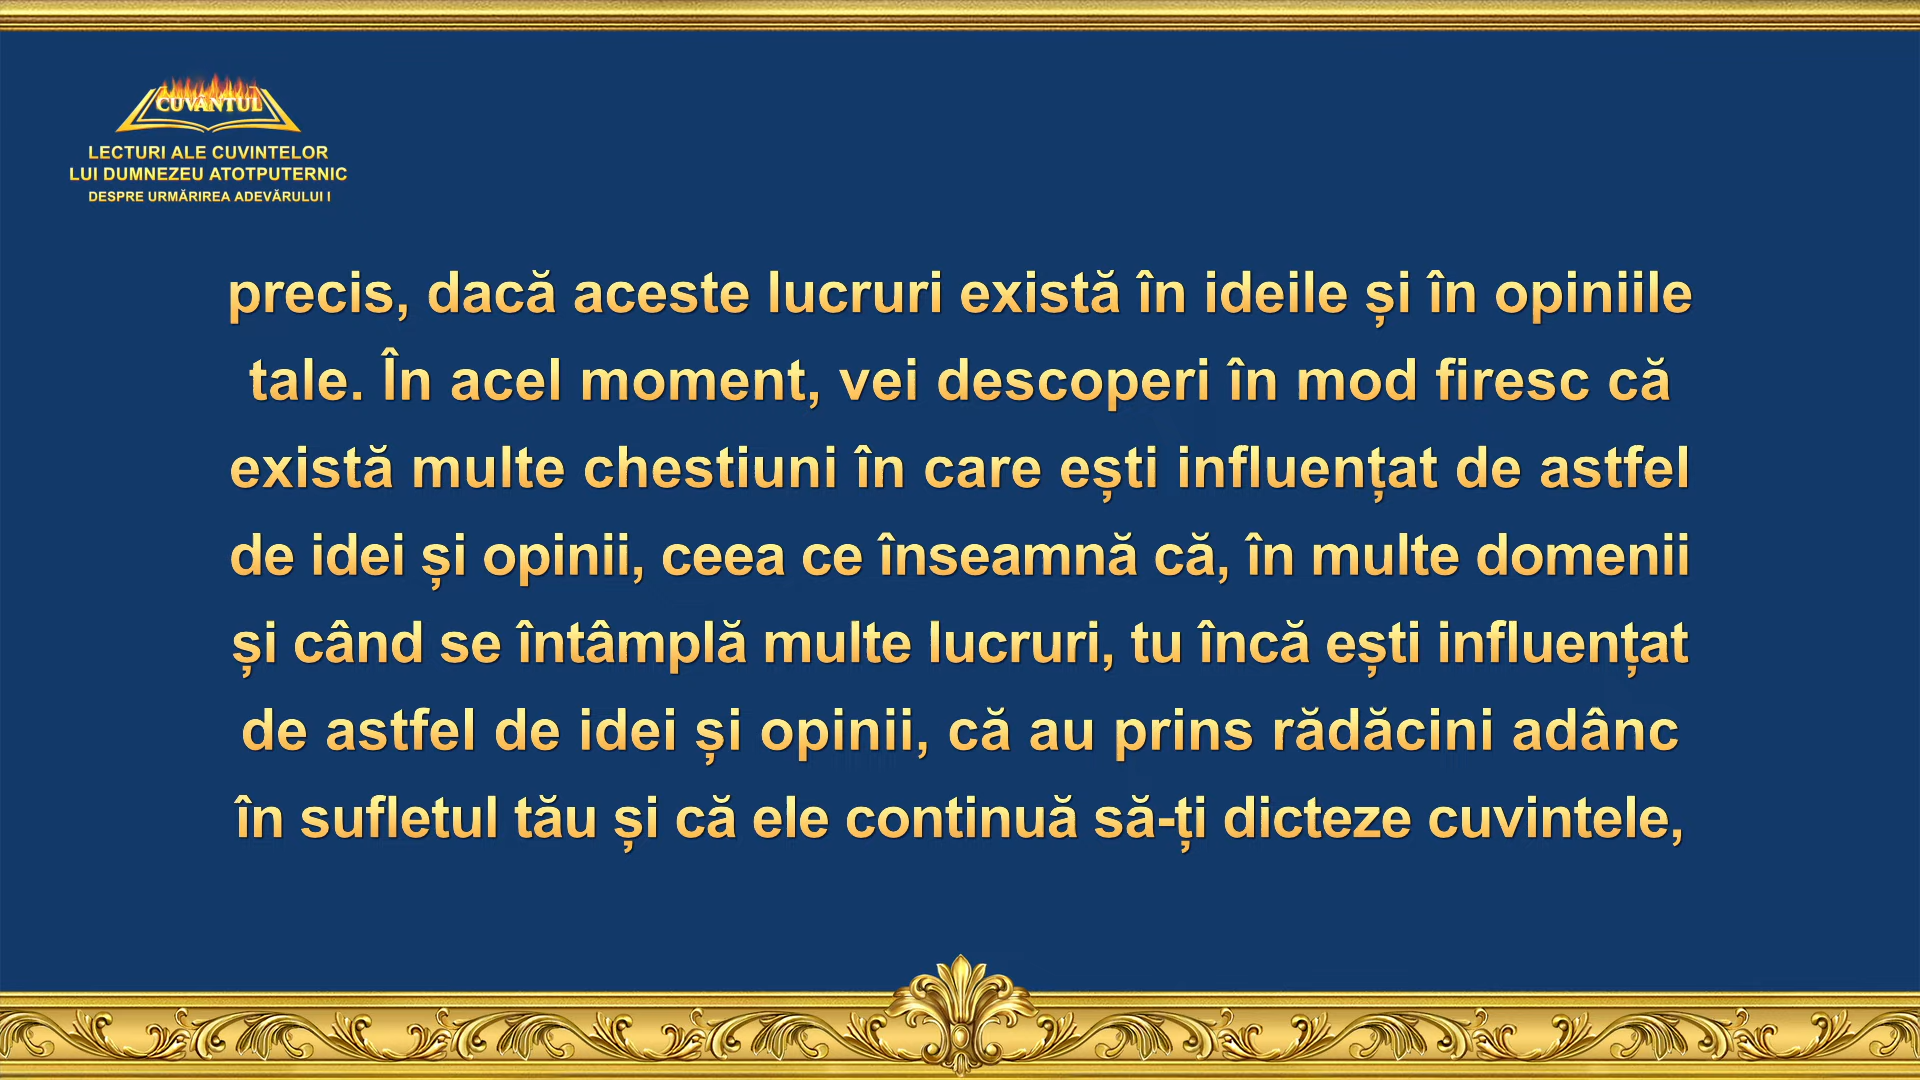 CUVÂNTUL
LECTURI ALE CUVINTELOR
LUI DUMNEZEU ATOTPUTERNIC
DESPRE URMĂRIREA ADEVĂRULUI I
precis, dacă aceste lucruri există în ideile și în opiniile
tale. În acel moment, vei descoperi în mod firesc că
există multe chestiuni în care ești influențat de astfel
de idei și opinii, ceea ce înseamnă că, în multe domenii
și când se întâmplă multe lucruri, tu încă ești influențat
de astfel de idei și opinii, că au prins rădăcini adânc
în sufletul tău și că ele continuă să-ți dicteze cuvintele,